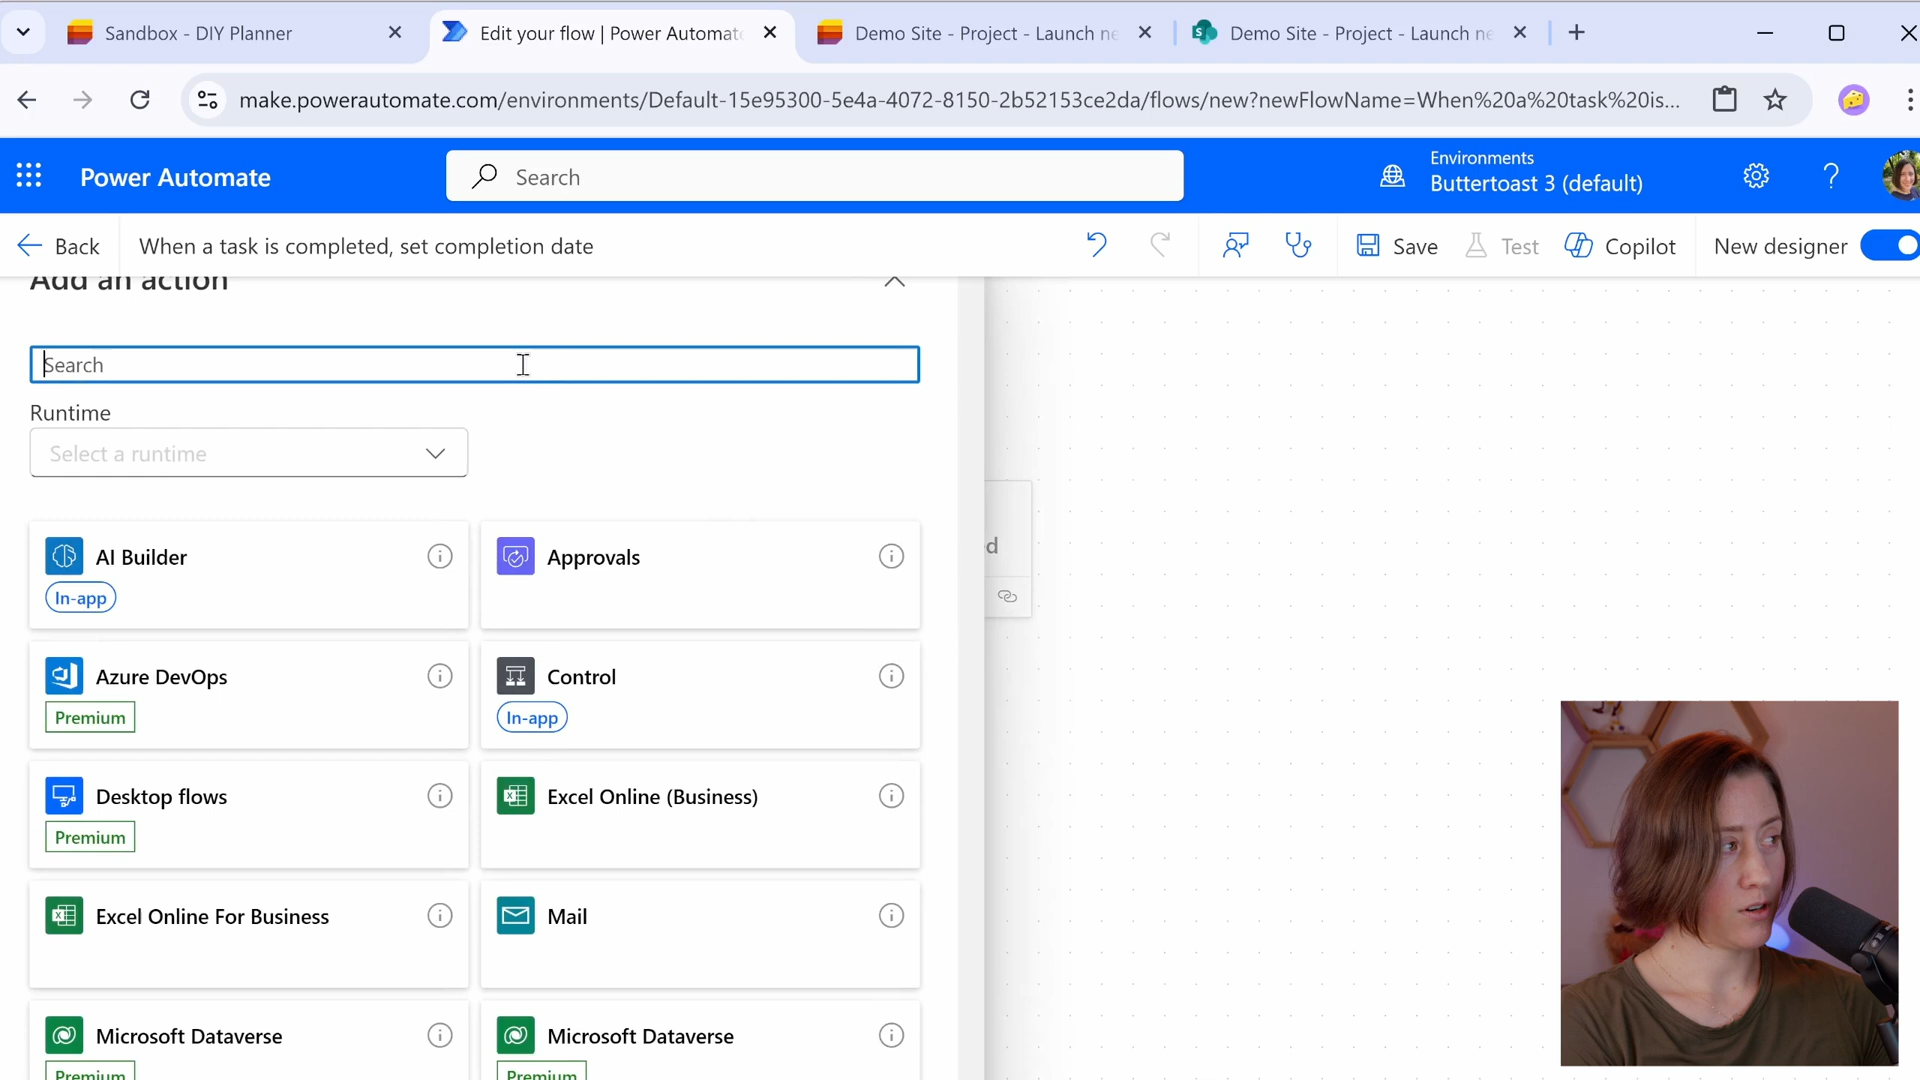 Sandbox - DIY Planner
Edit your flow | Power Automate
Demo Site - Project - Launch ne
Demo Site - Project - Launch ne
make.powerautomate.com/environments/Default-15e95300-5e4a-4072-8150-2b52153ce2da/flows/new?newFlowName=When%20a%20task%20is...
Power Automate
Search
Environments
Buttertoast 3 (default)
Back
When a task is completed, set completion date
Save
Test
Copilot
New designer
Add an action
Search
Runtime
Select a runtime
AI Builder
In-app
Approvals
Azure DevOps
Premium
Control
In-app
Desktop flows
Premium
Excel Online (Business)
Excel Online For Business
Mail
Microsoft Dataverse
Premium
Microsoft Dataverse
Premium
d